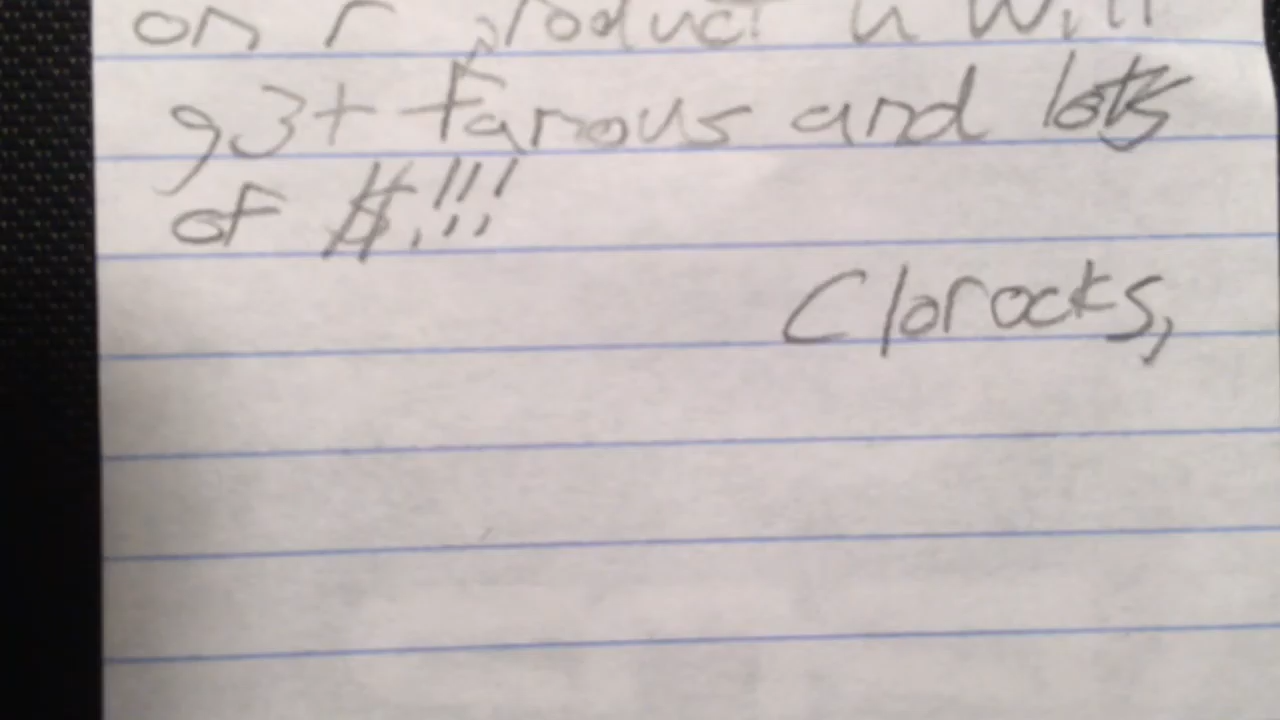 on r product u will
g3t famous and lots
of $.!!!
Clorocks,